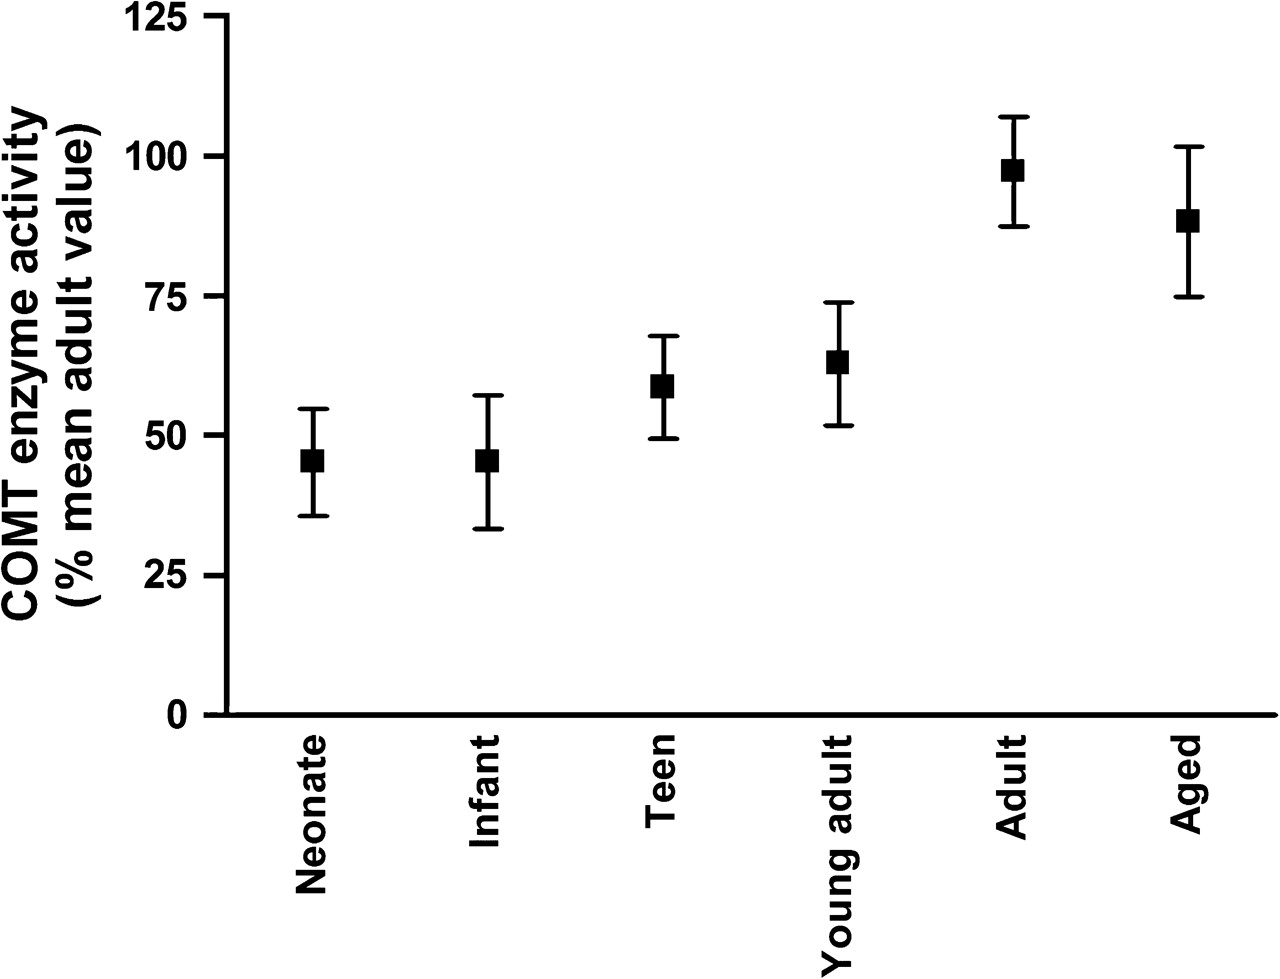 COMT enzyme activity
(% mean adult value)
125
100
75
50
25
0
Neonate
Infant
Teen
Young adult
Adult
Aged